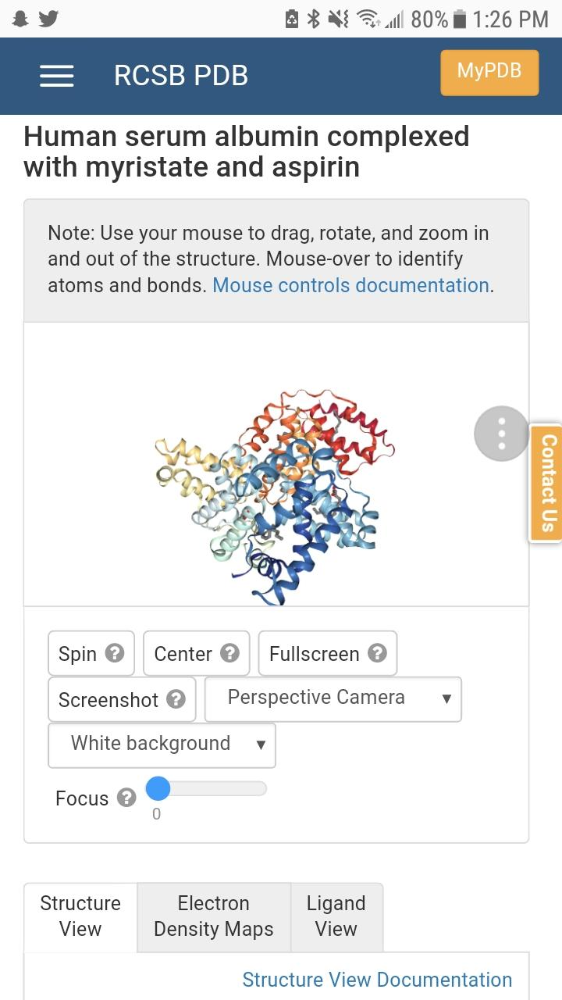 80% 1:26 PM
RCSB PDB
MyPDB
Human serum albumin complexed
with myristate and aspirin
Note: Use your mouse to drag, rotate, and zoom in
and out of the structure. Mouse-over to identify
atoms and bonds. Mouse controls documentation.
Contact Us
Spin ?
Center ?
Fullscreen ?
Screenshot ?
Perspective Camera ▼
White background ▼
Focus ?
0
Structure
View
Electron
Density Maps
Ligand
View
Structure View Documentation